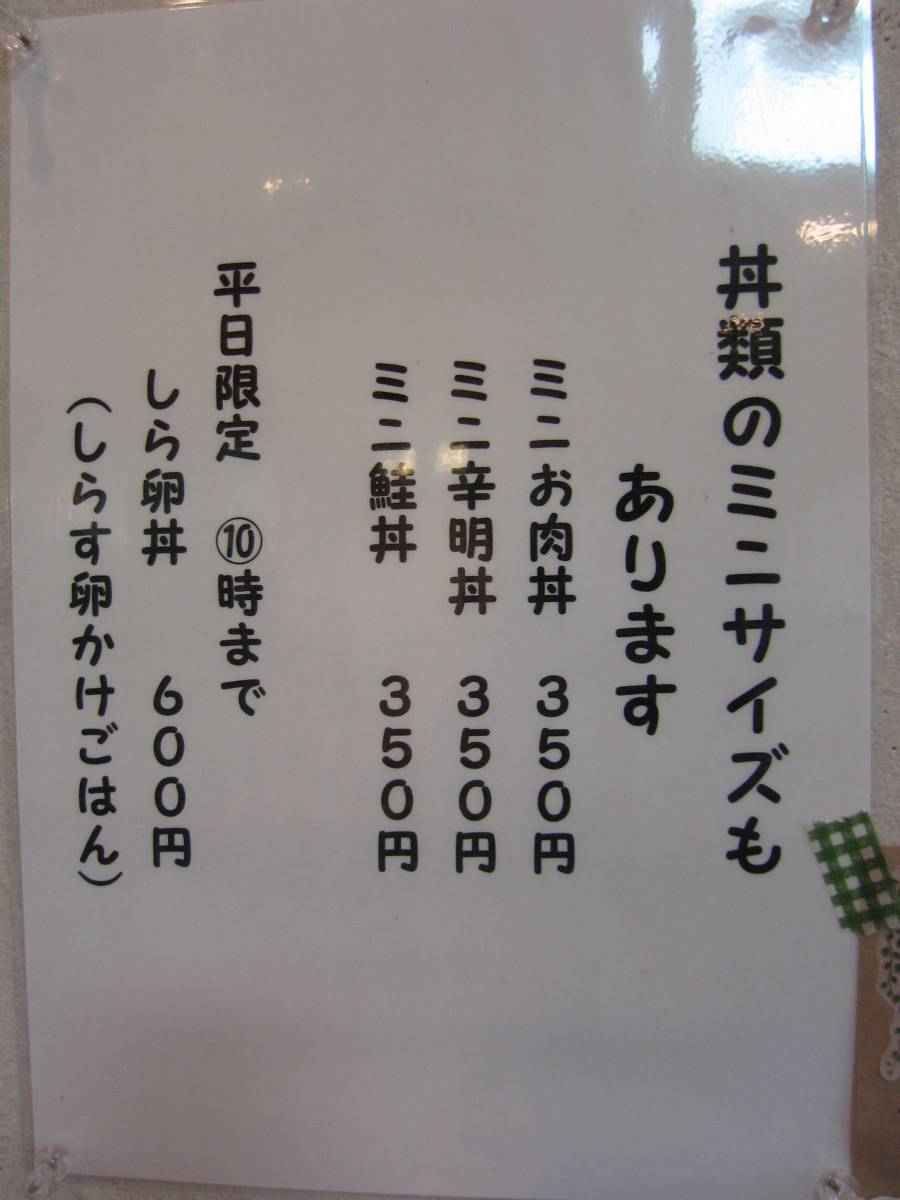 丼類のミニサイズも
あります
ミニお肉丼　３５０円
ミニ辛明丼　３５０円
ミニ鮭丼　３５０円
平日限定　⑩時まで
しら卵丼　６００円
（しらす卵かけごはん）